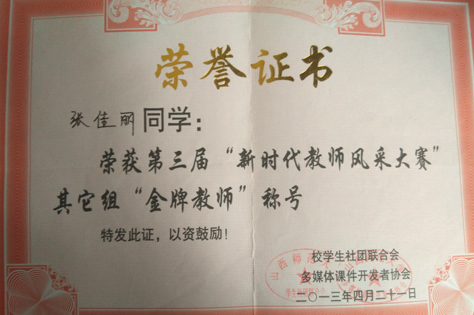 荣誉证书
张佳丽同学：
荣获第三届“新时代教师风采大赛”
其它组“金牌教师”称号
特发此证，以资鼓励！
校学生社团联合会
多媒体课件开发者协会
二〇一三年四月二十一日